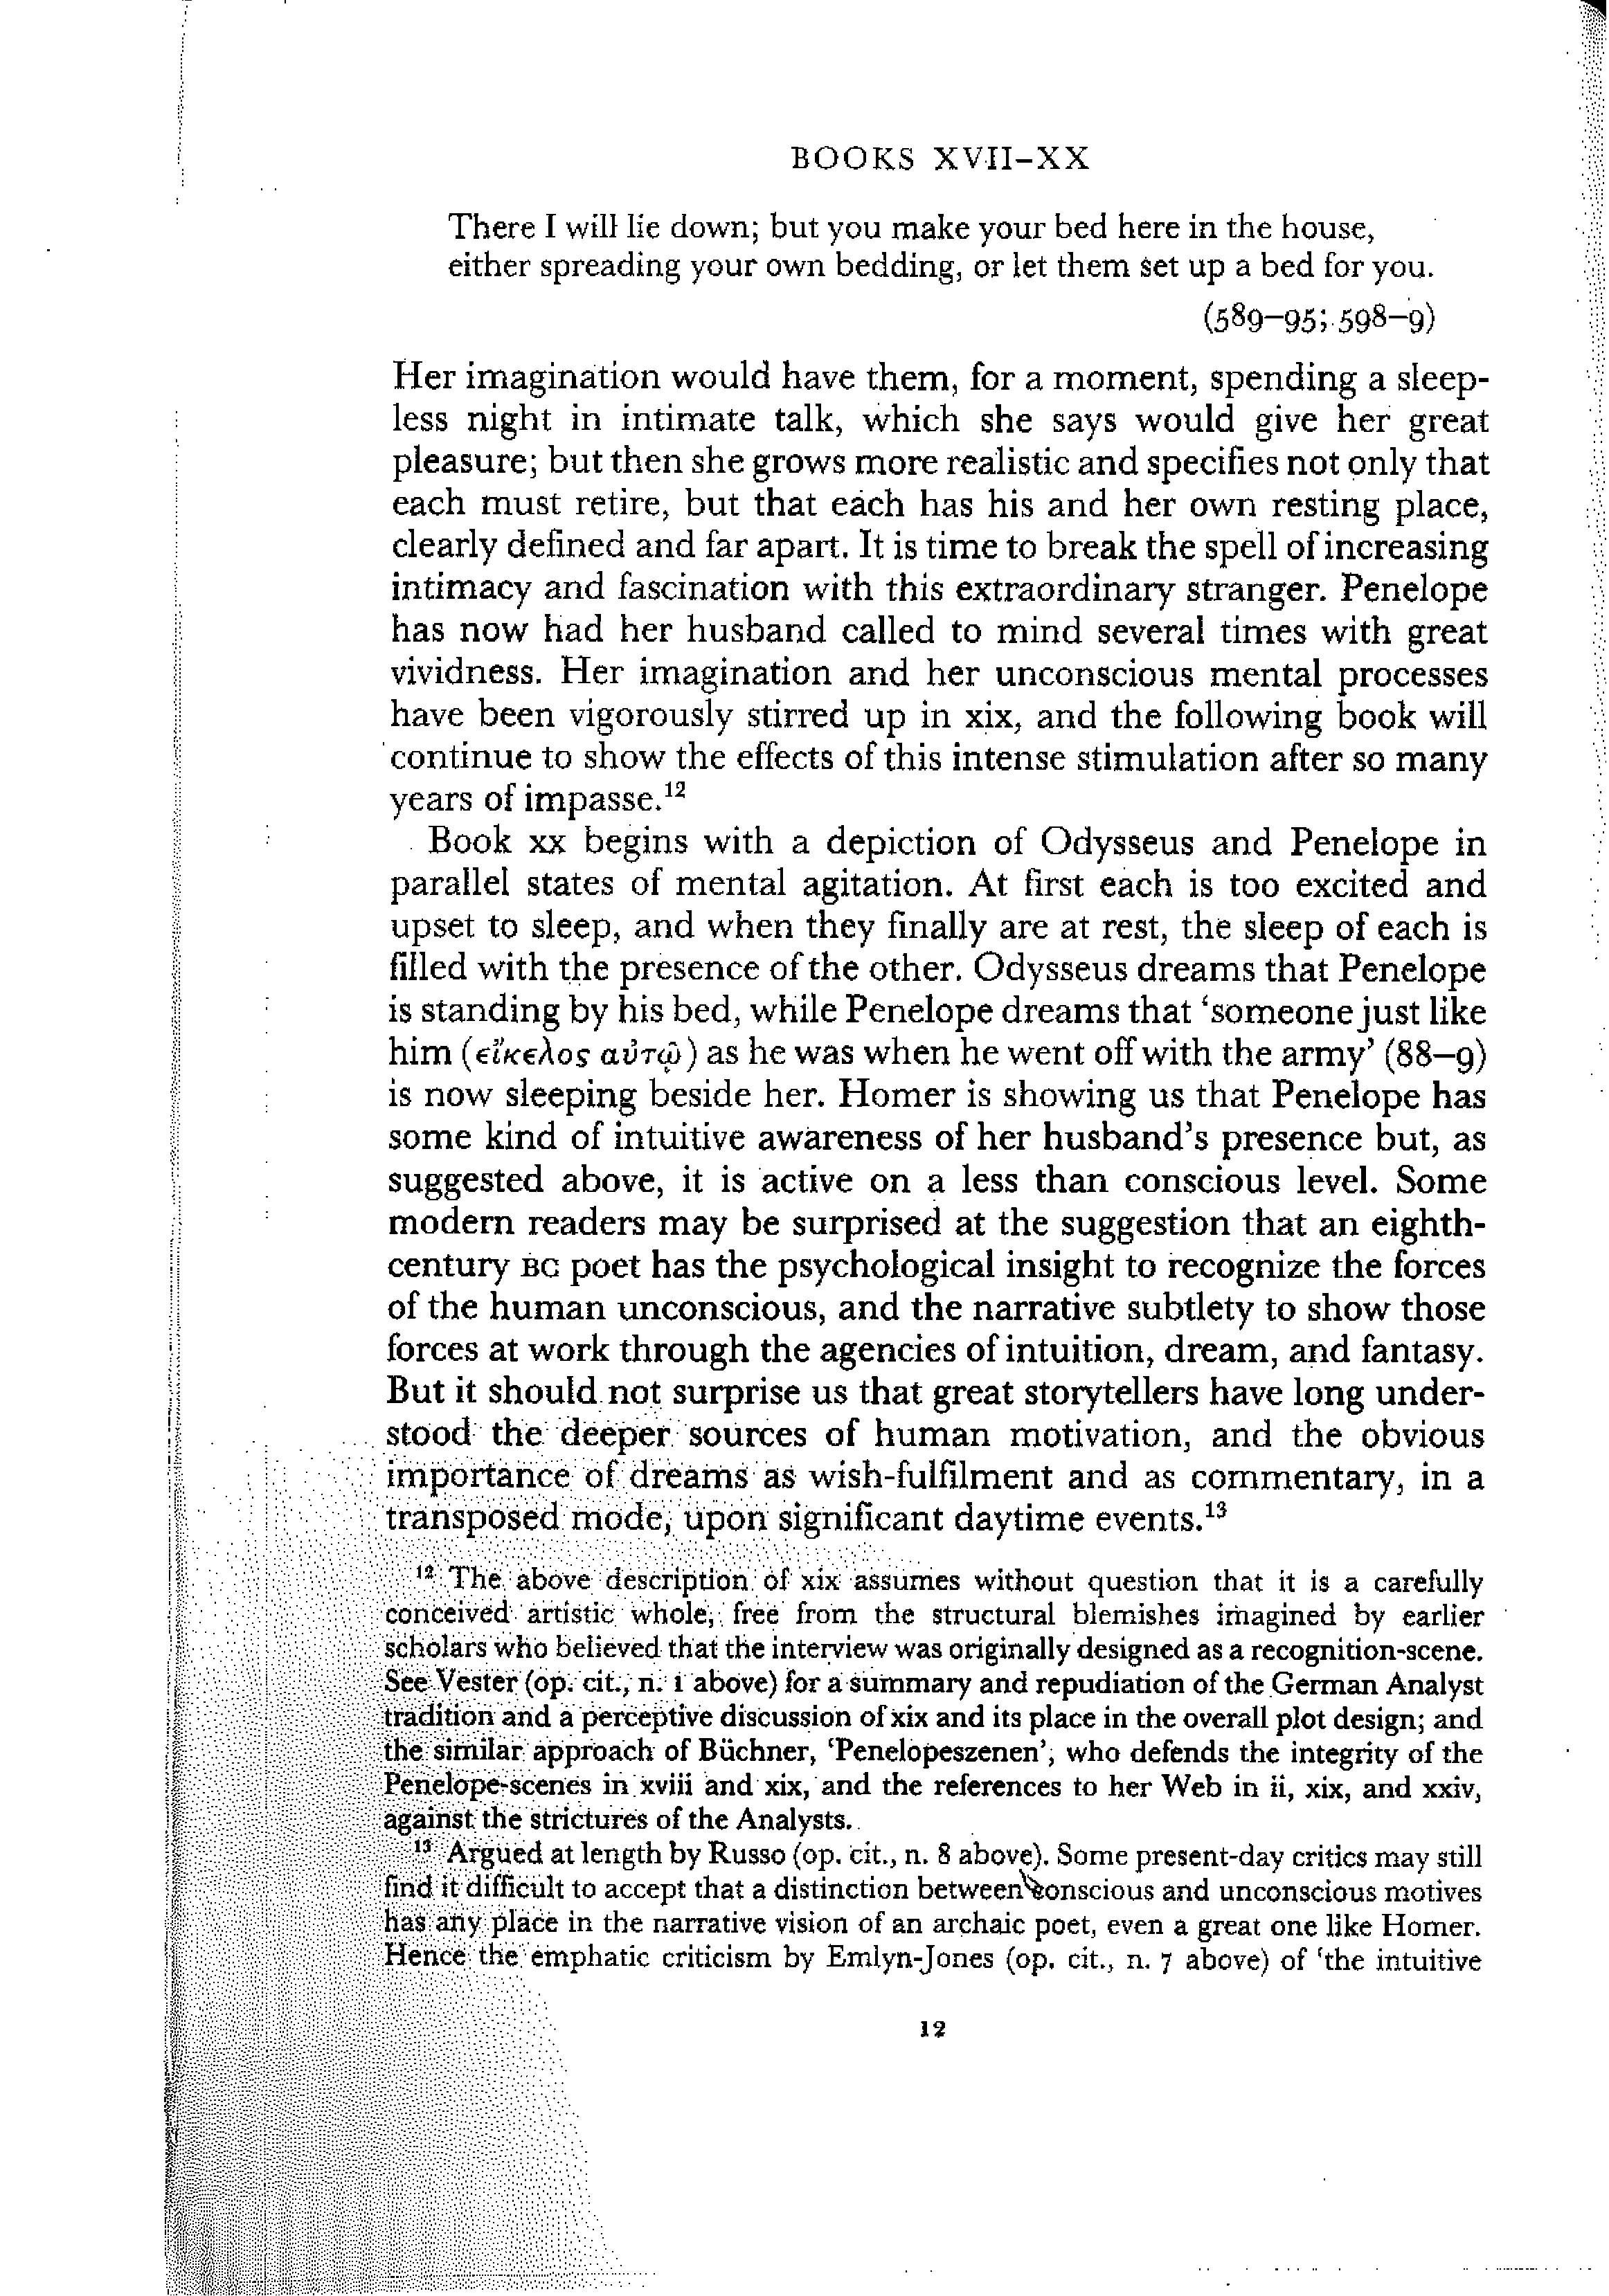 BOOKS XVII–XX
There I will lie down; but you make your bed here in the house,
either spreading your own bedding, or let them set up a bed for you.
(589–95; 598–9)
Her imagination would have them, for a moment, spending a sleep-
less night in intimate talk, which she says would give her great
pleasure; but then she grows more realistic and specifies not only that
each must retire, but that each has his and her own resting place,
clearly defined and far apart. It is time to break the spell of increasing
intimacy and fascination with this extraordinary stranger. Penelope
has now had her husband called to mind several times with great
vividness. Her imagination and her unconscious mental processes
have been vigorously stirred up in xix, and the following book will
continue to show the effects of this intense stimulation after so many
years of impasse.¹²
Book xx begins with a depiction of Odysseus and Penelope in
parallel states of mental agitation. At first each is too excited and
upset to sleep, and when they finally are at rest, the sleep of each is
filled with the presence of the other. Odysseus dreams that Penelope
is standing by his bed, while Penelope dreams that ‘someone just like
him (εἴκελος αὐτῷ) as he was when he went off with the army’ (88–9)
is now sleeping beside her. Homer is showing us that Penelope has
some kind of intuitive awareness of her husband’s presence but, as
suggested above, it is active on a less than conscious level. Some
modern readers may be surprised at the suggestion that an eighth-
century BC poet has the psychological insight to recognize the forces
of the human unconscious, and the narrative subtlety to show those
forces at work through the agencies of intuition, dream, and fantasy.
But it should not surprise us that great storytellers have long under-
stood the deeper sources of human motivation, and the obvious
importance of dreams as wish-fulfilment and as commentary, in a
transposed mode, upon significant daytime events.¹³
¹² The above description of xix assumes without question that it is a carefully
conceived artistic whole, free from the structural blemishes imagined by earlier
scholars who believed that the interview was originally designed as a recognition-scene.
See Vester (op. cit., n. 1 above) for a summary and repudiation of the German Analyst
tradition and a perceptive discussion of xix and its place in the overall plot design; and
the similar approach of Büchner, ‘Penelopeszenen’, who defends the integrity of the
Penelope-scenes in xviii and xix, and the references to her Web in ii, xix, and xxiv,
against the strictures of the Analysts.
¹³ Argued at length by Russo (op. cit., n. 8 above). Some present-day critics may still
find it difficult to accept that a distinction between conscious and unconscious motives
has any place in the narrative vision of an archaic poet, even a great one like Homer.
Hence the emphatic criticism by Emlyn-Jones (op. cit., n. 7 above) of ‘the intuitive
12